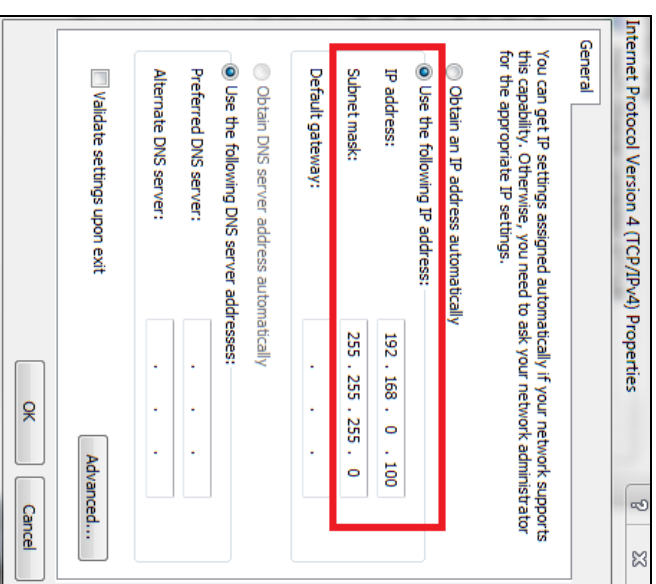 Internet Protocol Version 4 (TCP/IPv4) Properties
General
You can get IP settings assigned automatically if your network supports
this capability. Otherwise, you need to ask your network administrator
for the appropriate IP settings.
Obtain an IP address automatically
Use the following IP address:
IP address: 192 . 168 . 0 . 100
Subnet mask: 255 . 255 . 255 . 0
Default gateway: . . .
Obtain DNS server address automatically
Use the following DNS server addresses:
Preferred DNS server: . . .
Alternate DNS server: . . .
Validate settings upon exit
Advanced...
OK Cancel